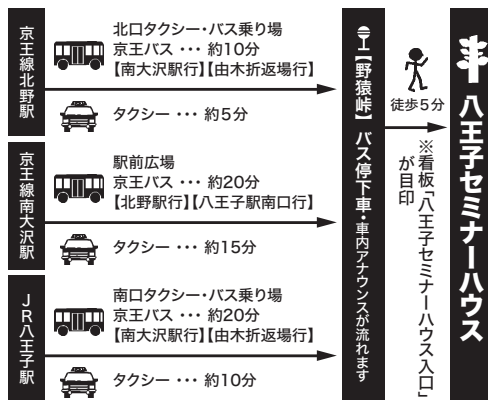 京王線北野駅
北口タクシー・バス乗り場
京王バス ・・・ 約10分
【南大沢駅行】【由木折返場行】
タクシー ・・・ 約5分
京王線南大沢駅
駅前広場
京王バス ・・・ 約20分
【北野駅行】【八王子駅南口行】
タクシー ・・・ 約15分
JR八王子駅
南口タクシー・バス乗り場
京王バス ・・・ 約20分
【南大沢駅行】【由木折返場行】
タクシー ・・・ 約10分
【野猿峠】バス停下車・車内アナウンスが流れます
徒歩5分
※看板「八王子セミナーハウス入口」
が目印
八王子セミナーハウス